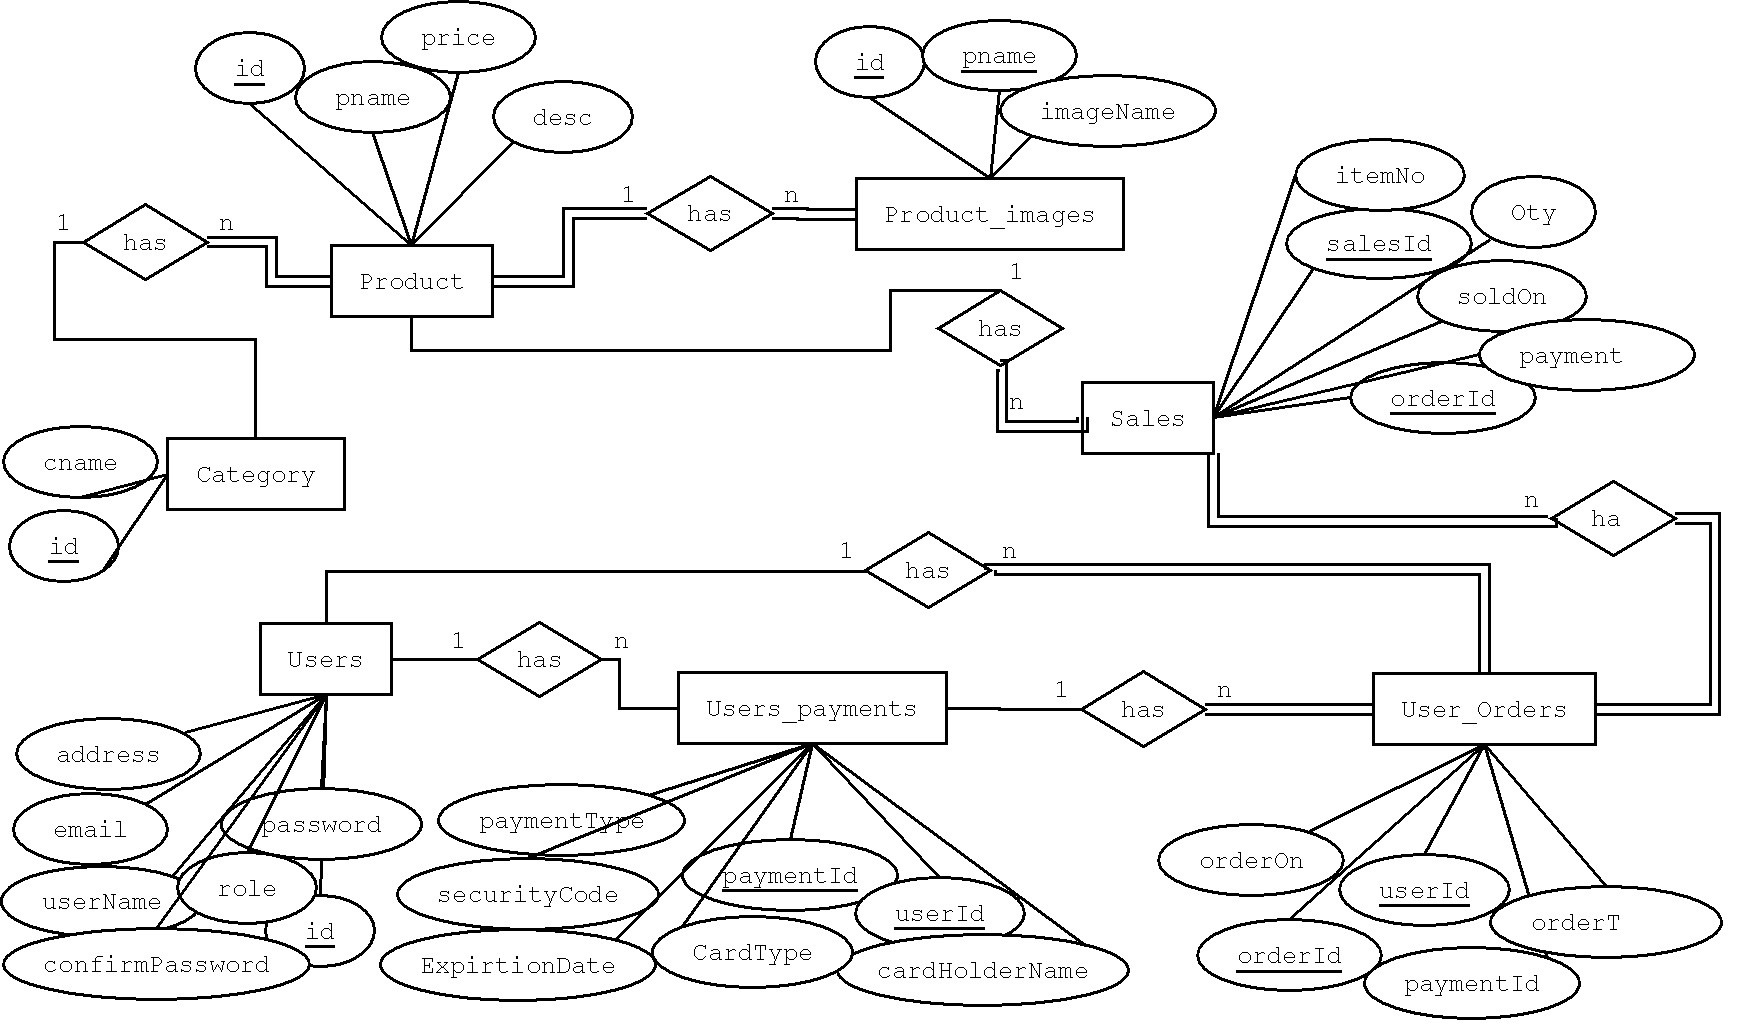 price
id
pname
desc
id
pname
imageName
itemNo
Oty
salesId
soldOn
payment
orderId
1
has
n
Product
1
has
n
Product_images
1
has
n
Sales
cname
Category
id
n
ha
1
has
n
Users
1
has
n
Users_payments
1
has
n
User_Orders
address
email
password
userName
role
id
confirmPassword
paymentType
securityCode
paymentId
userId
ExpirtionDate
CardType
cardHolderName
orderOn
userId
orderT
orderId
paymentId